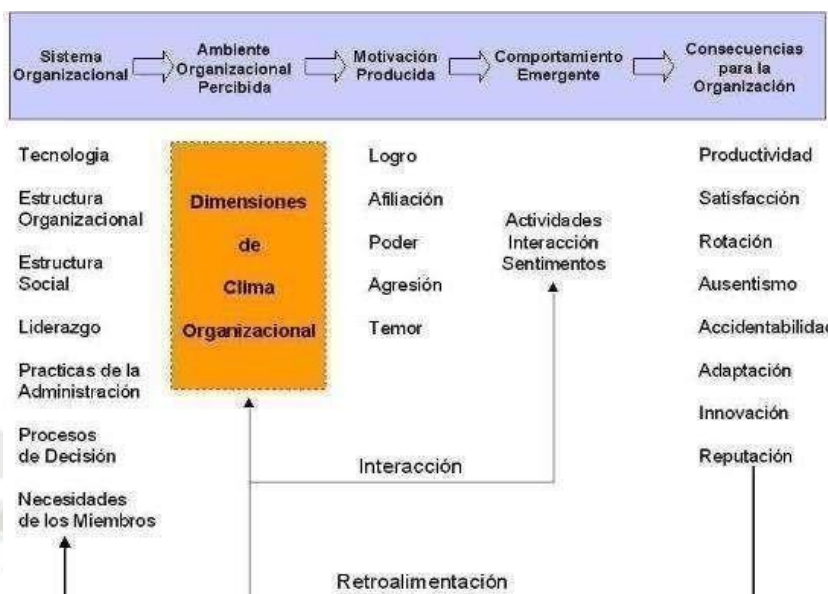 Sistema
Organizacional
Ambiente
Organizacional
Percibida
Motivación
Producida
Comportamiento
Emergente
Consecuencias
para la
Organización
Tecnologia
Estructura
Organizacional
Estructura
Social
Liderazgo
Practicas de la
Administración
Procesos
de Decisión
Necesidades
de los Miembros
Dimensiones
de
Clima
Organizacional
Logro
Afiliación
Poder
Agresión
Temor
Actividades
Interacción
Sentimentos
Productividad
Satisfacción
Rotación
Ausentismo
Accidentabilidad
Adaptación
Innovación
Reputación
Interacción
Retroalimentación